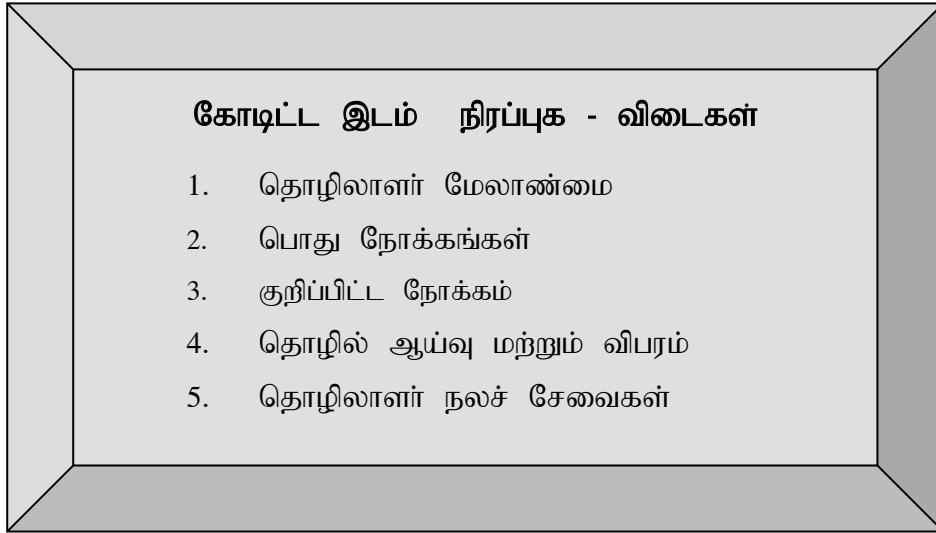 கோடிட்ட இடம் நிரப்புக - விடைகள்
1. தொழிலாளர் மேலாண்மை
2. பொது நோக்கங்கள்
3. குறிப்பிட்ட நோக்கம்
4. தொழில் ஆய்வு மற்றும் விபரம்
5. தொழிலாளர் நலச் சேவைகள்